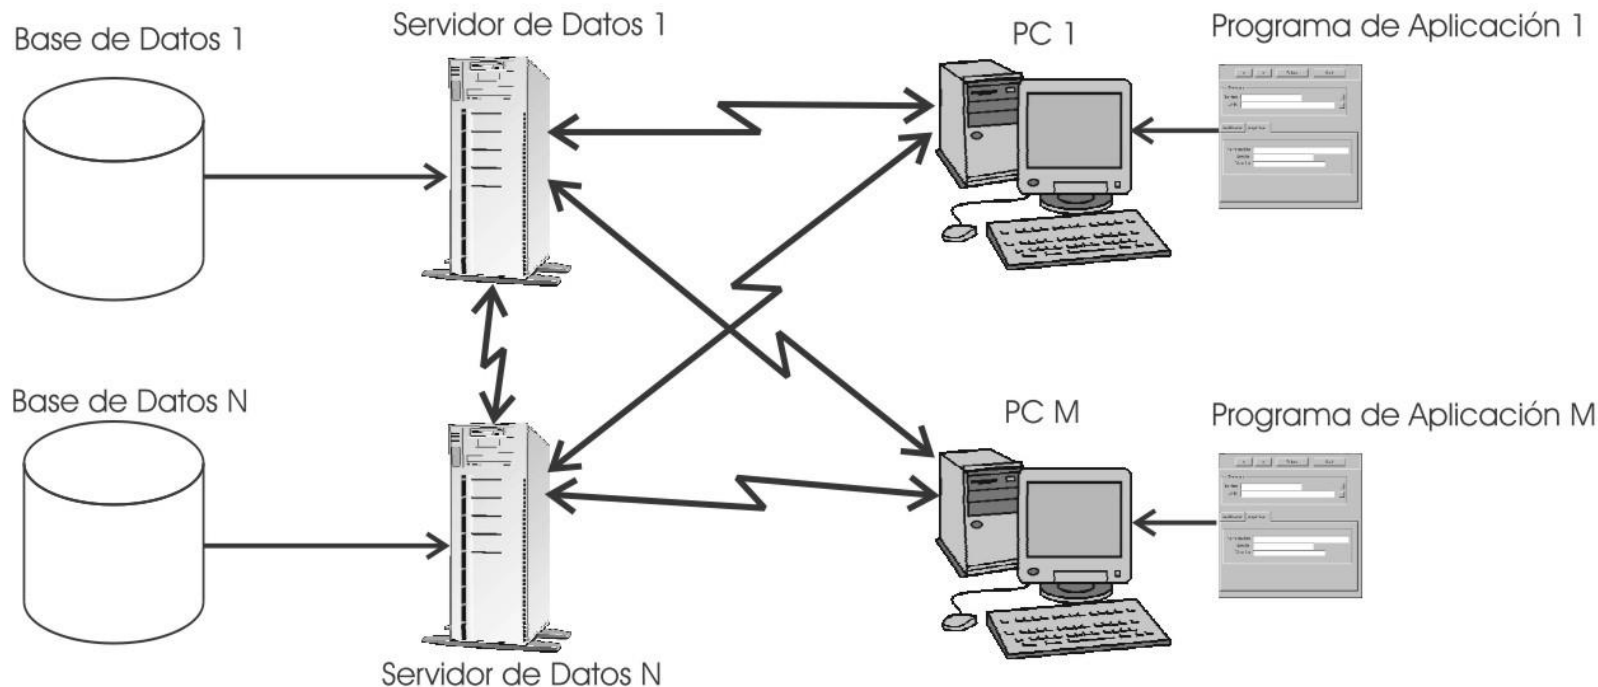 Base de Datos 1
Servidor de Datos 1
PC 1
Programa de Aplicación 1
Base de Datos N
Servidor de Datos N
PC M
Programa de Aplicación M